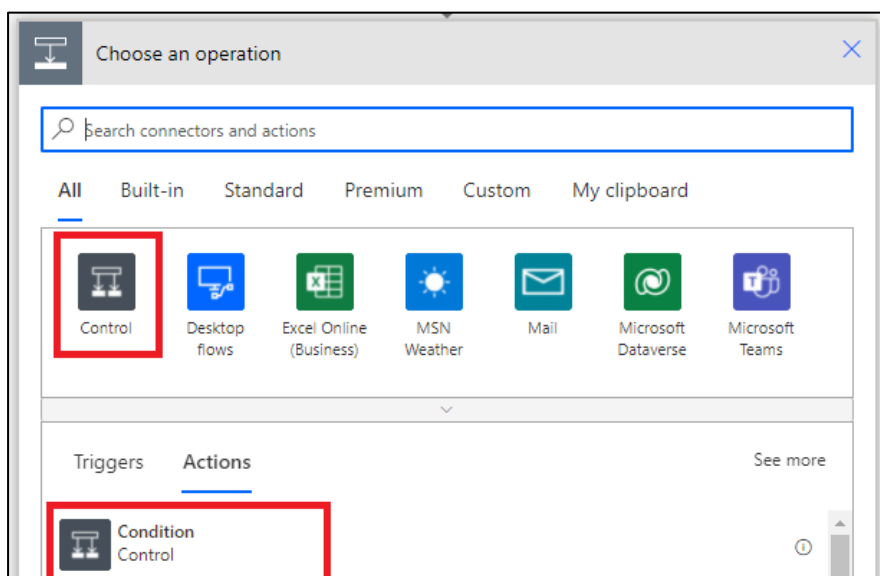 Choose an operation
Search connectors and actions
All Built-in Standard Premium Custom My clipboard
Control Desktop flows Excel Online (Business) MSN Weather Mail Microsoft Dataverse Microsoft Teams
Triggers Actions See more
Condition
Control